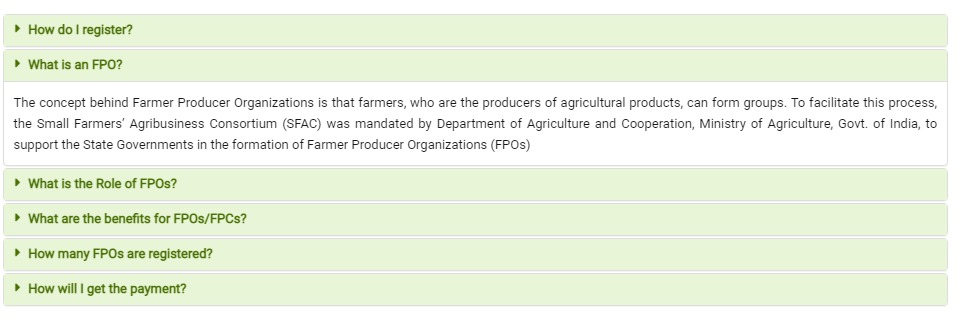 How do I register?
What is an FPO?
The concept behind Farmer Producer Organizations is that farmers, who are the producers of agricultural products, can form groups. To facilitate this process,
the Small Farmers’ Agribusiness Consortium (SFAC) was mandated by Department of Agriculture and Cooperation, Ministry of Agriculture, Govt. of India, to
support the State Governments in the formation of Farmer Producer Organizations (FPOs)
What is the Role of FPOs?
What are the benefits for FPOs/FPCs?
How many FPOs are registered?
How will I get the payment?